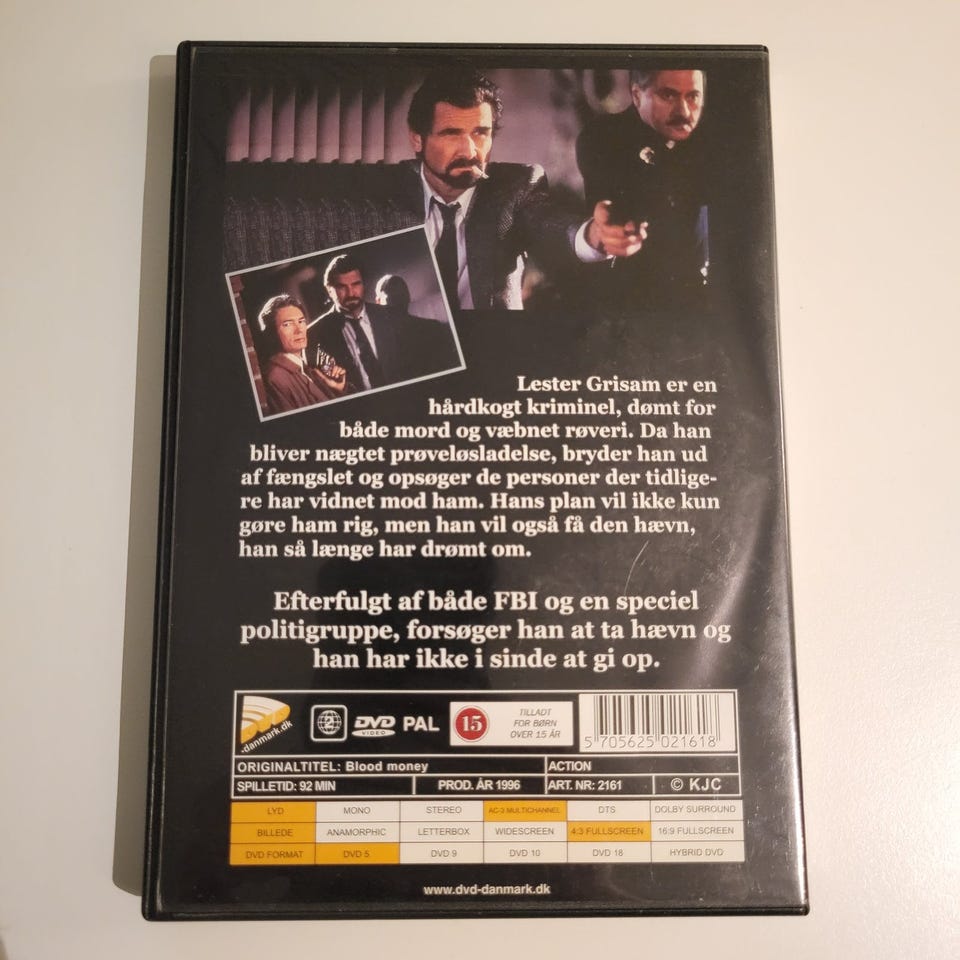 Lester Grisam er en
hårdkogt kriminel, dømt for
både mord og væbnet røveri. Da han
bliver nægtet prøveløsladelse, bryder han ud
af fængslet og opsøger de personer der tidlige-
re har vidnet mod ham. Hans plan vil ikke kun
gøre ham rig, men han vil også få den hævn,
han så længe har drømt om.
Efterfulgt af både FBI og en speciel
politigruppe, forsøger han at ta hævn og
han har ikke i sinde at gi op.
-danmark.dk
2
DVD VIDEO
PAL
15
TILLADT
FOR BØRN
OVER 15 ÅR
5 705625 021618
ORIGINALTITEL: Blood money ACTION
SPILLETID: 92 MIN PROD. ÅR 1996 ART. NR: 2161 © KJC
LYD MONO STEREO AC-3 MULTICHANNEL DTS DOLBY SURROUND
BILLEDE ANAMORPHIC LETTERBOX WIDESCREEN 4:3 FULLSCREEN 16:9 FULLSCREEN
DVD FORMAT DVD 5 DVD 9 DVD 10 DVD 18 HYBRID DVD
www.dvd-danmark.dk